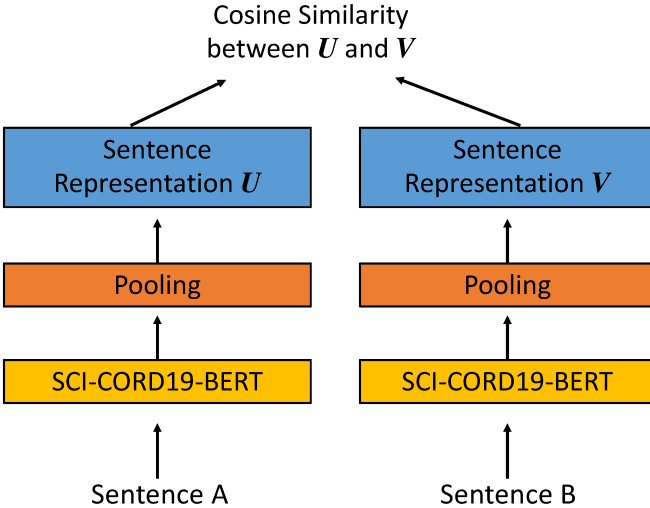 Cosine Similarity
between U and V
Sentence
Representation U
Sentence
Representation V
Pooling
Pooling
SCI-CORD19-BERT
SCI-CORD19-BERT
Sentence A
Sentence B